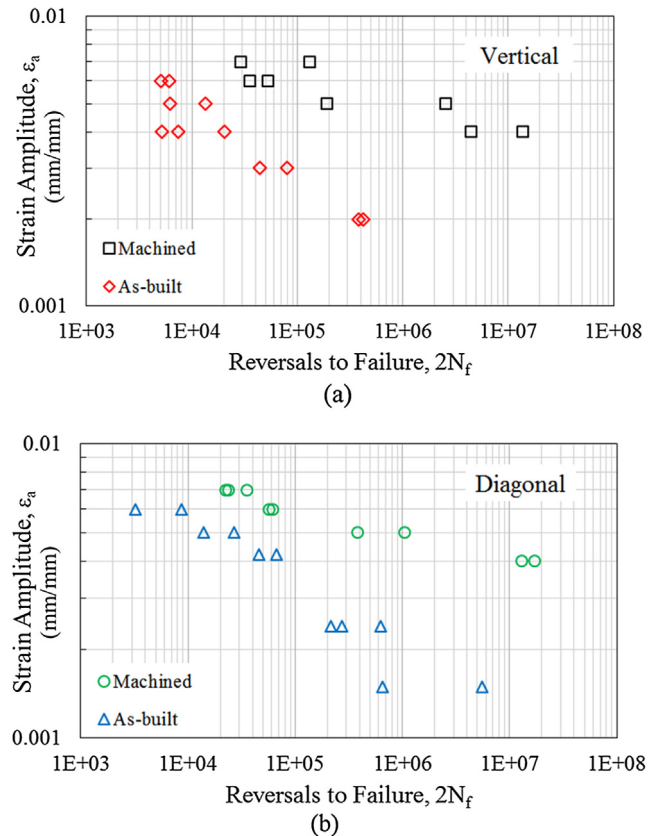 0.01
Vertical
Strain Amplitude, εa
(mm/mm)
Machined
As-built
0.001
1E+03 1E+04 1E+05 1E+06 1E+07 1E+08
Reversals to Failure, 2Nf
(a)
0.01
Diagonal
Strain Amplitude, εa
(mm/mm)
Machined
As-built
0.001
1E+03 1E+04 1E+05 1E+06 1E+07 1E+08
Reversals to Failure, 2Nf
(b)